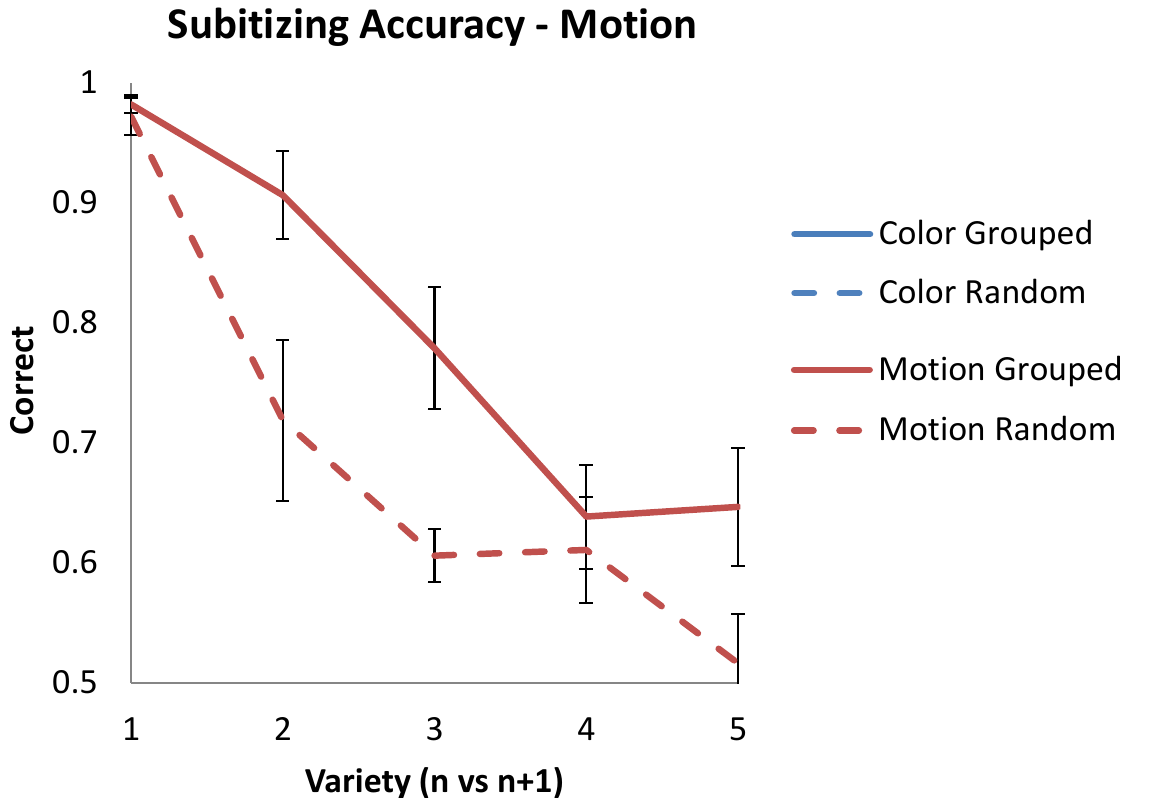 Subitizing Accuracy - Motion
1
0.9
0.8
0.7
0.6
0.5
Correct
1 2 3 4 5
Variety (n vs n+1)
Color Grouped
Color Random
Motion Grouped
Motion Random